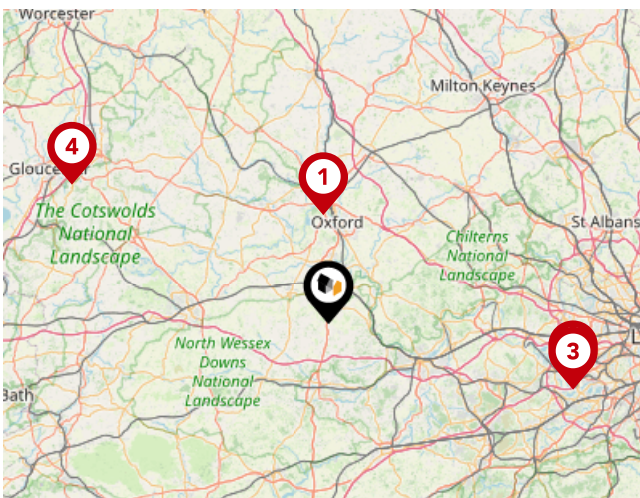 Worcester
Milton Keynes
4
Glouce
1
The Cotswolds
National
Landscape
Oxford
St Albans
Chilterns
National
Landscape
North Wessex
Downs
National
Landscape
3
L
Bath